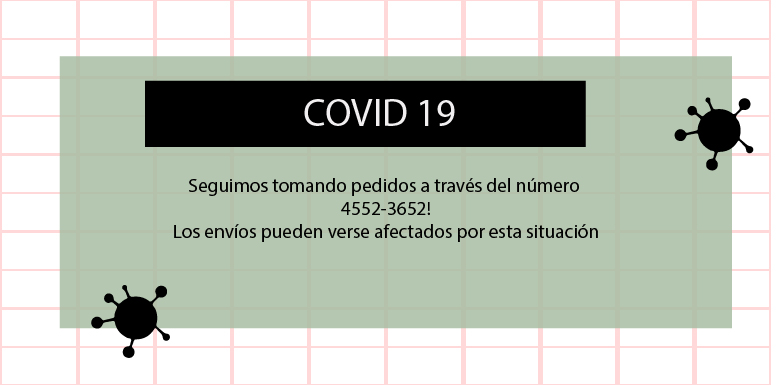 COVID 19
Seguimos tomando pedidos a través del número
4552-3652!
Los envíos pueden verse afectados por esta situación